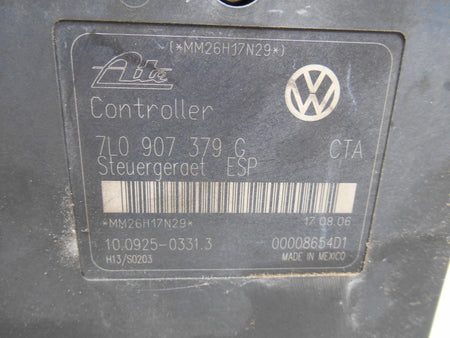 (*MM26H17N29*)
Ate
Controller
VW
7L0 907 379 G CTA
Steuergeraet ESP
*MM26H17N29* 17.08.06
10.0925-0331.3 00008654D1
H13/S0203 MADE IN MEXICO